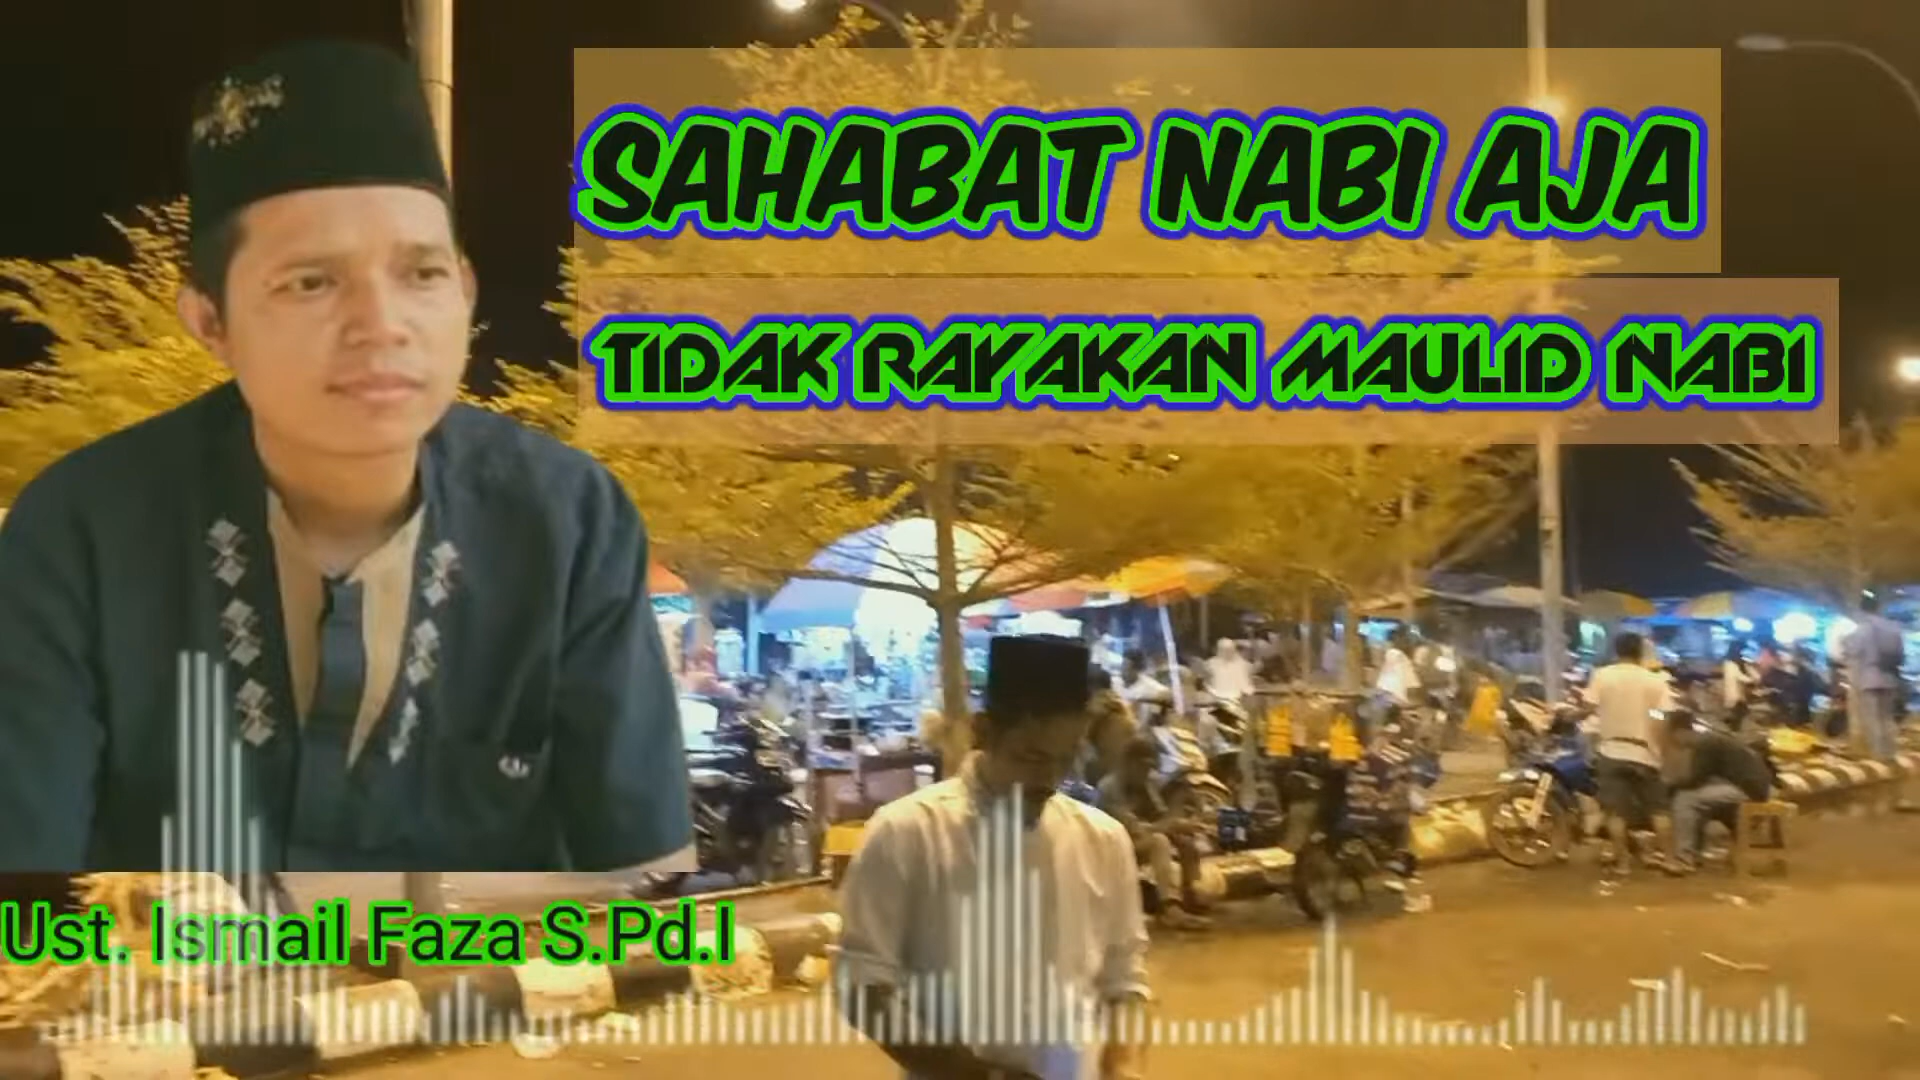 SAHABAT NABI AJA
TIDAK RAYAKAN MAULID NABI
Ust. Ismail Faza S.Pd.I